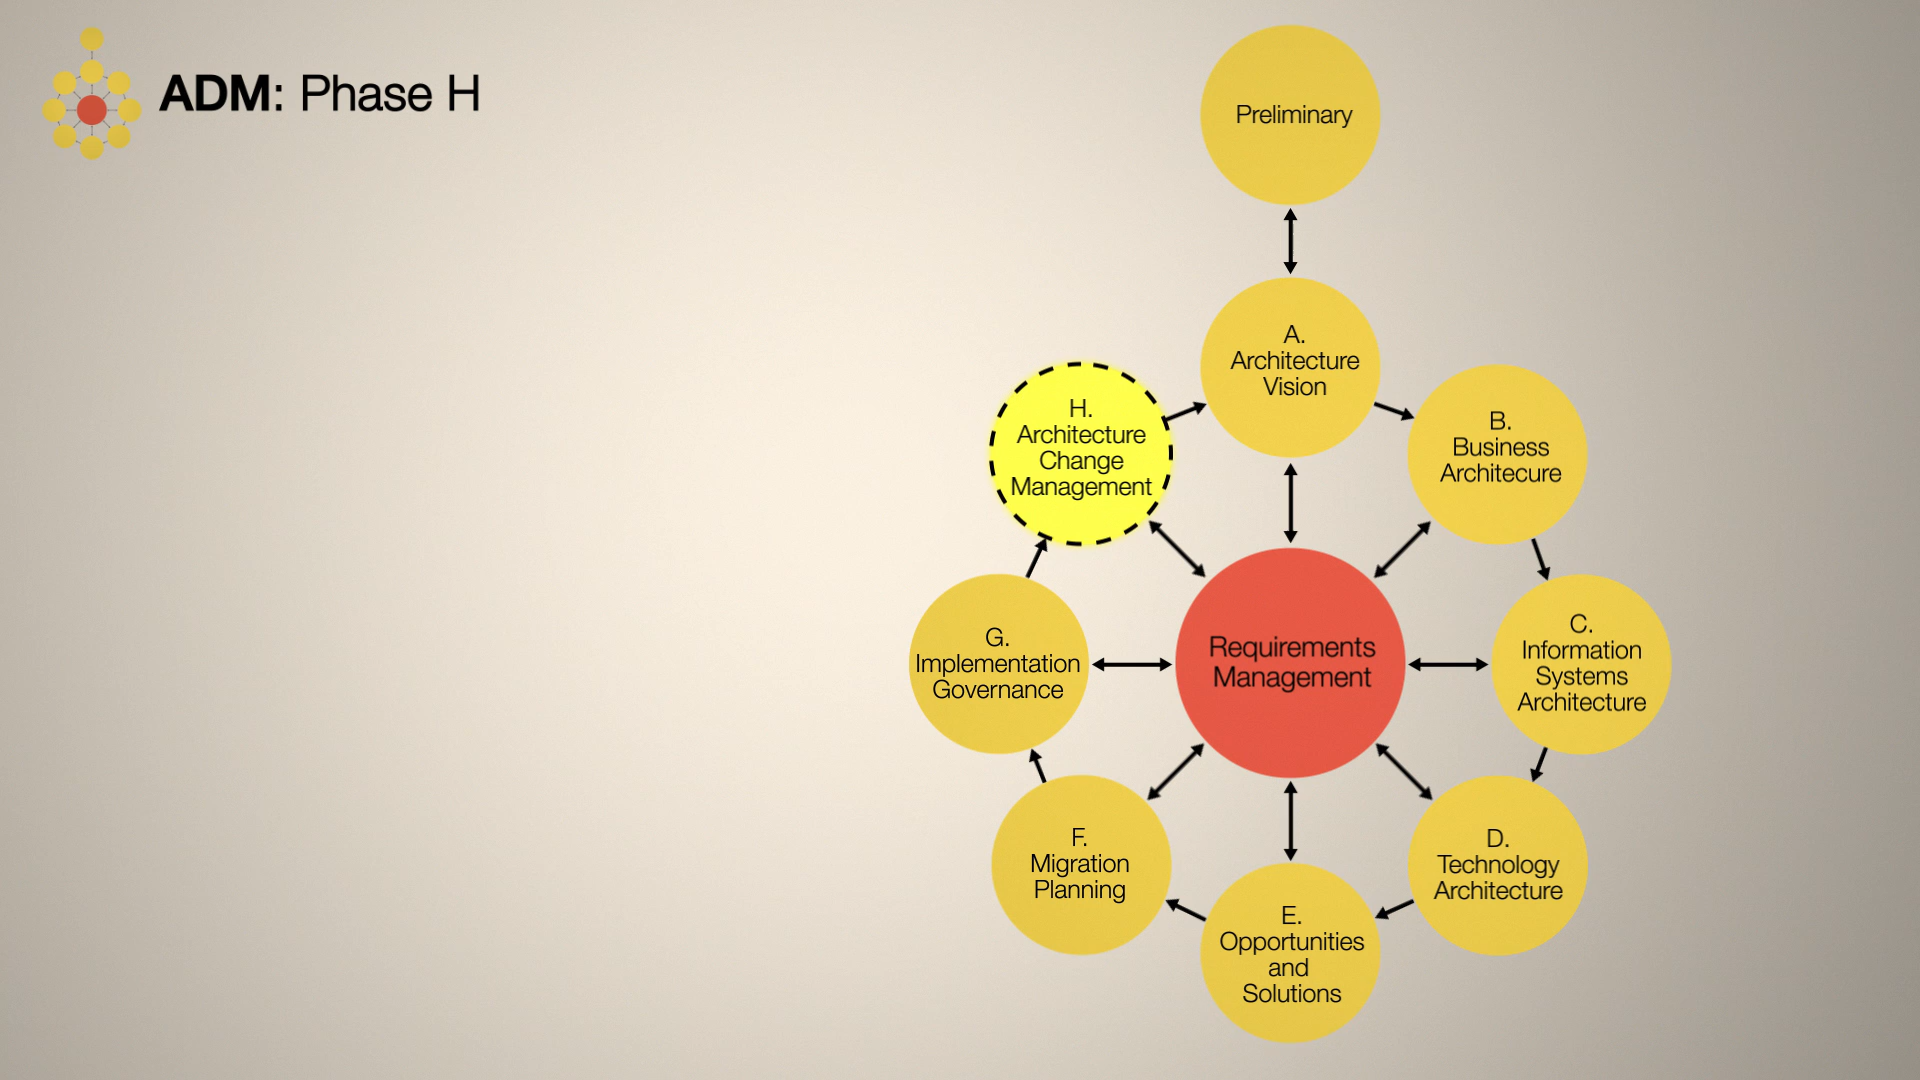 ADM: Phase H
Preliminary
A.
Architecture
Vision
B.
Business
Architecure
C.
Information
Systems
Architecture
D.
Technology
Architecture
E.
Opportunities
and
Solutions
F.
Migration
Planning
G.
Implementation
Governance
H.
Architecture
Change
Management
Requirements
Management